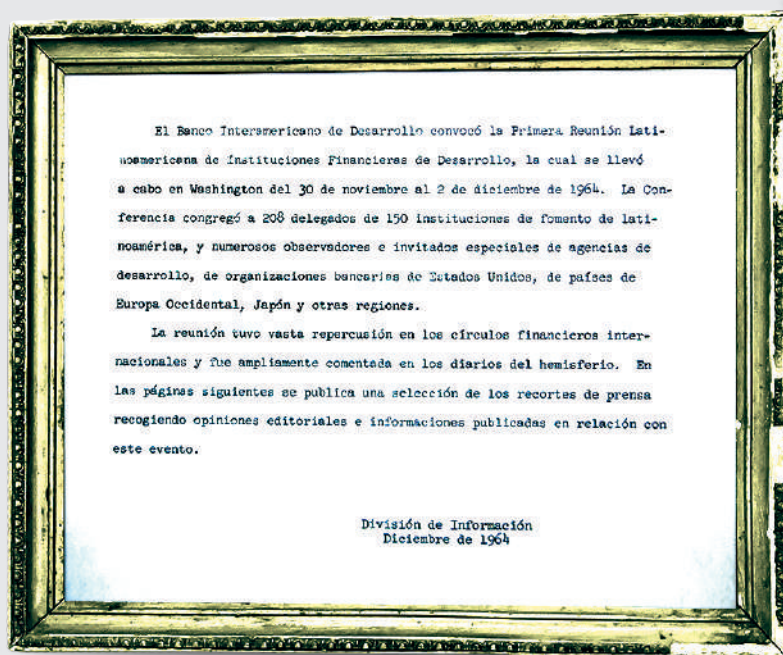 El Banco Interamericano de Desarrollo convocó la Primera Reunión Lati-
noamericana de Instituciones Financieras de Desarrollo, la cual se llevó
a cabo en Washington del 30 de noviembre al 2 de diciembre de 1964. La Con-
ferencia congregó a 208 delegados de 150 instituciones de fomento de lati-
noamérica, y numerosos observadores e invitados especiales de agencias de
desarrollo, de organizaciones bancarias de Estados Unidos, de países de
Europa Occidental, Japón y otras regiones.
La reunión tuvo vasta repercusión en los círculos financieros inter-
nacionales y fue ampliamente comentada en los diarios del hemisferio. En
las páginas siguientes se publica una selección de los recortes de prensa
recogiendo opiniones editoriales e informaciones publicadas en relación con
este evento.
División de Información
Diciembre de 1964